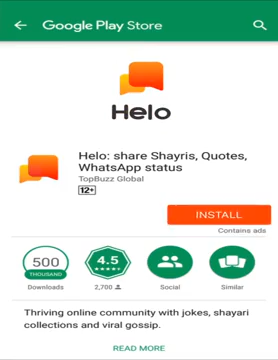 Google Play Store
Helo
Helo: share Shayris, Quotes,
WhatsApp status
TopBuzz Global
12+
INSTALL
Contains ads
500
THOUSAND
4.5
Downloads
2,700
Social
Similar
Thriving online community with jokes, shayari
collections and viral gossip.
READ MORE